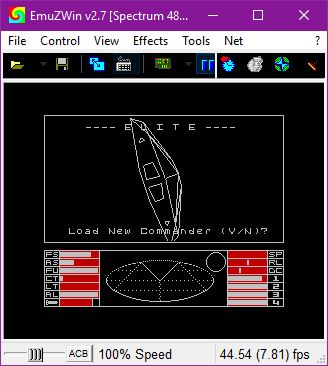 EmuZWin v2.7 [Spectrum 48...
File Control View Effects Tools Net ?
---- E L I T E ----
Load New Commander (Y/N)?
FS SP
AS RL
FU DC
CT 1
LT 2
AL 3
4
ACB 100% Speed 44.54 (7.81) fps